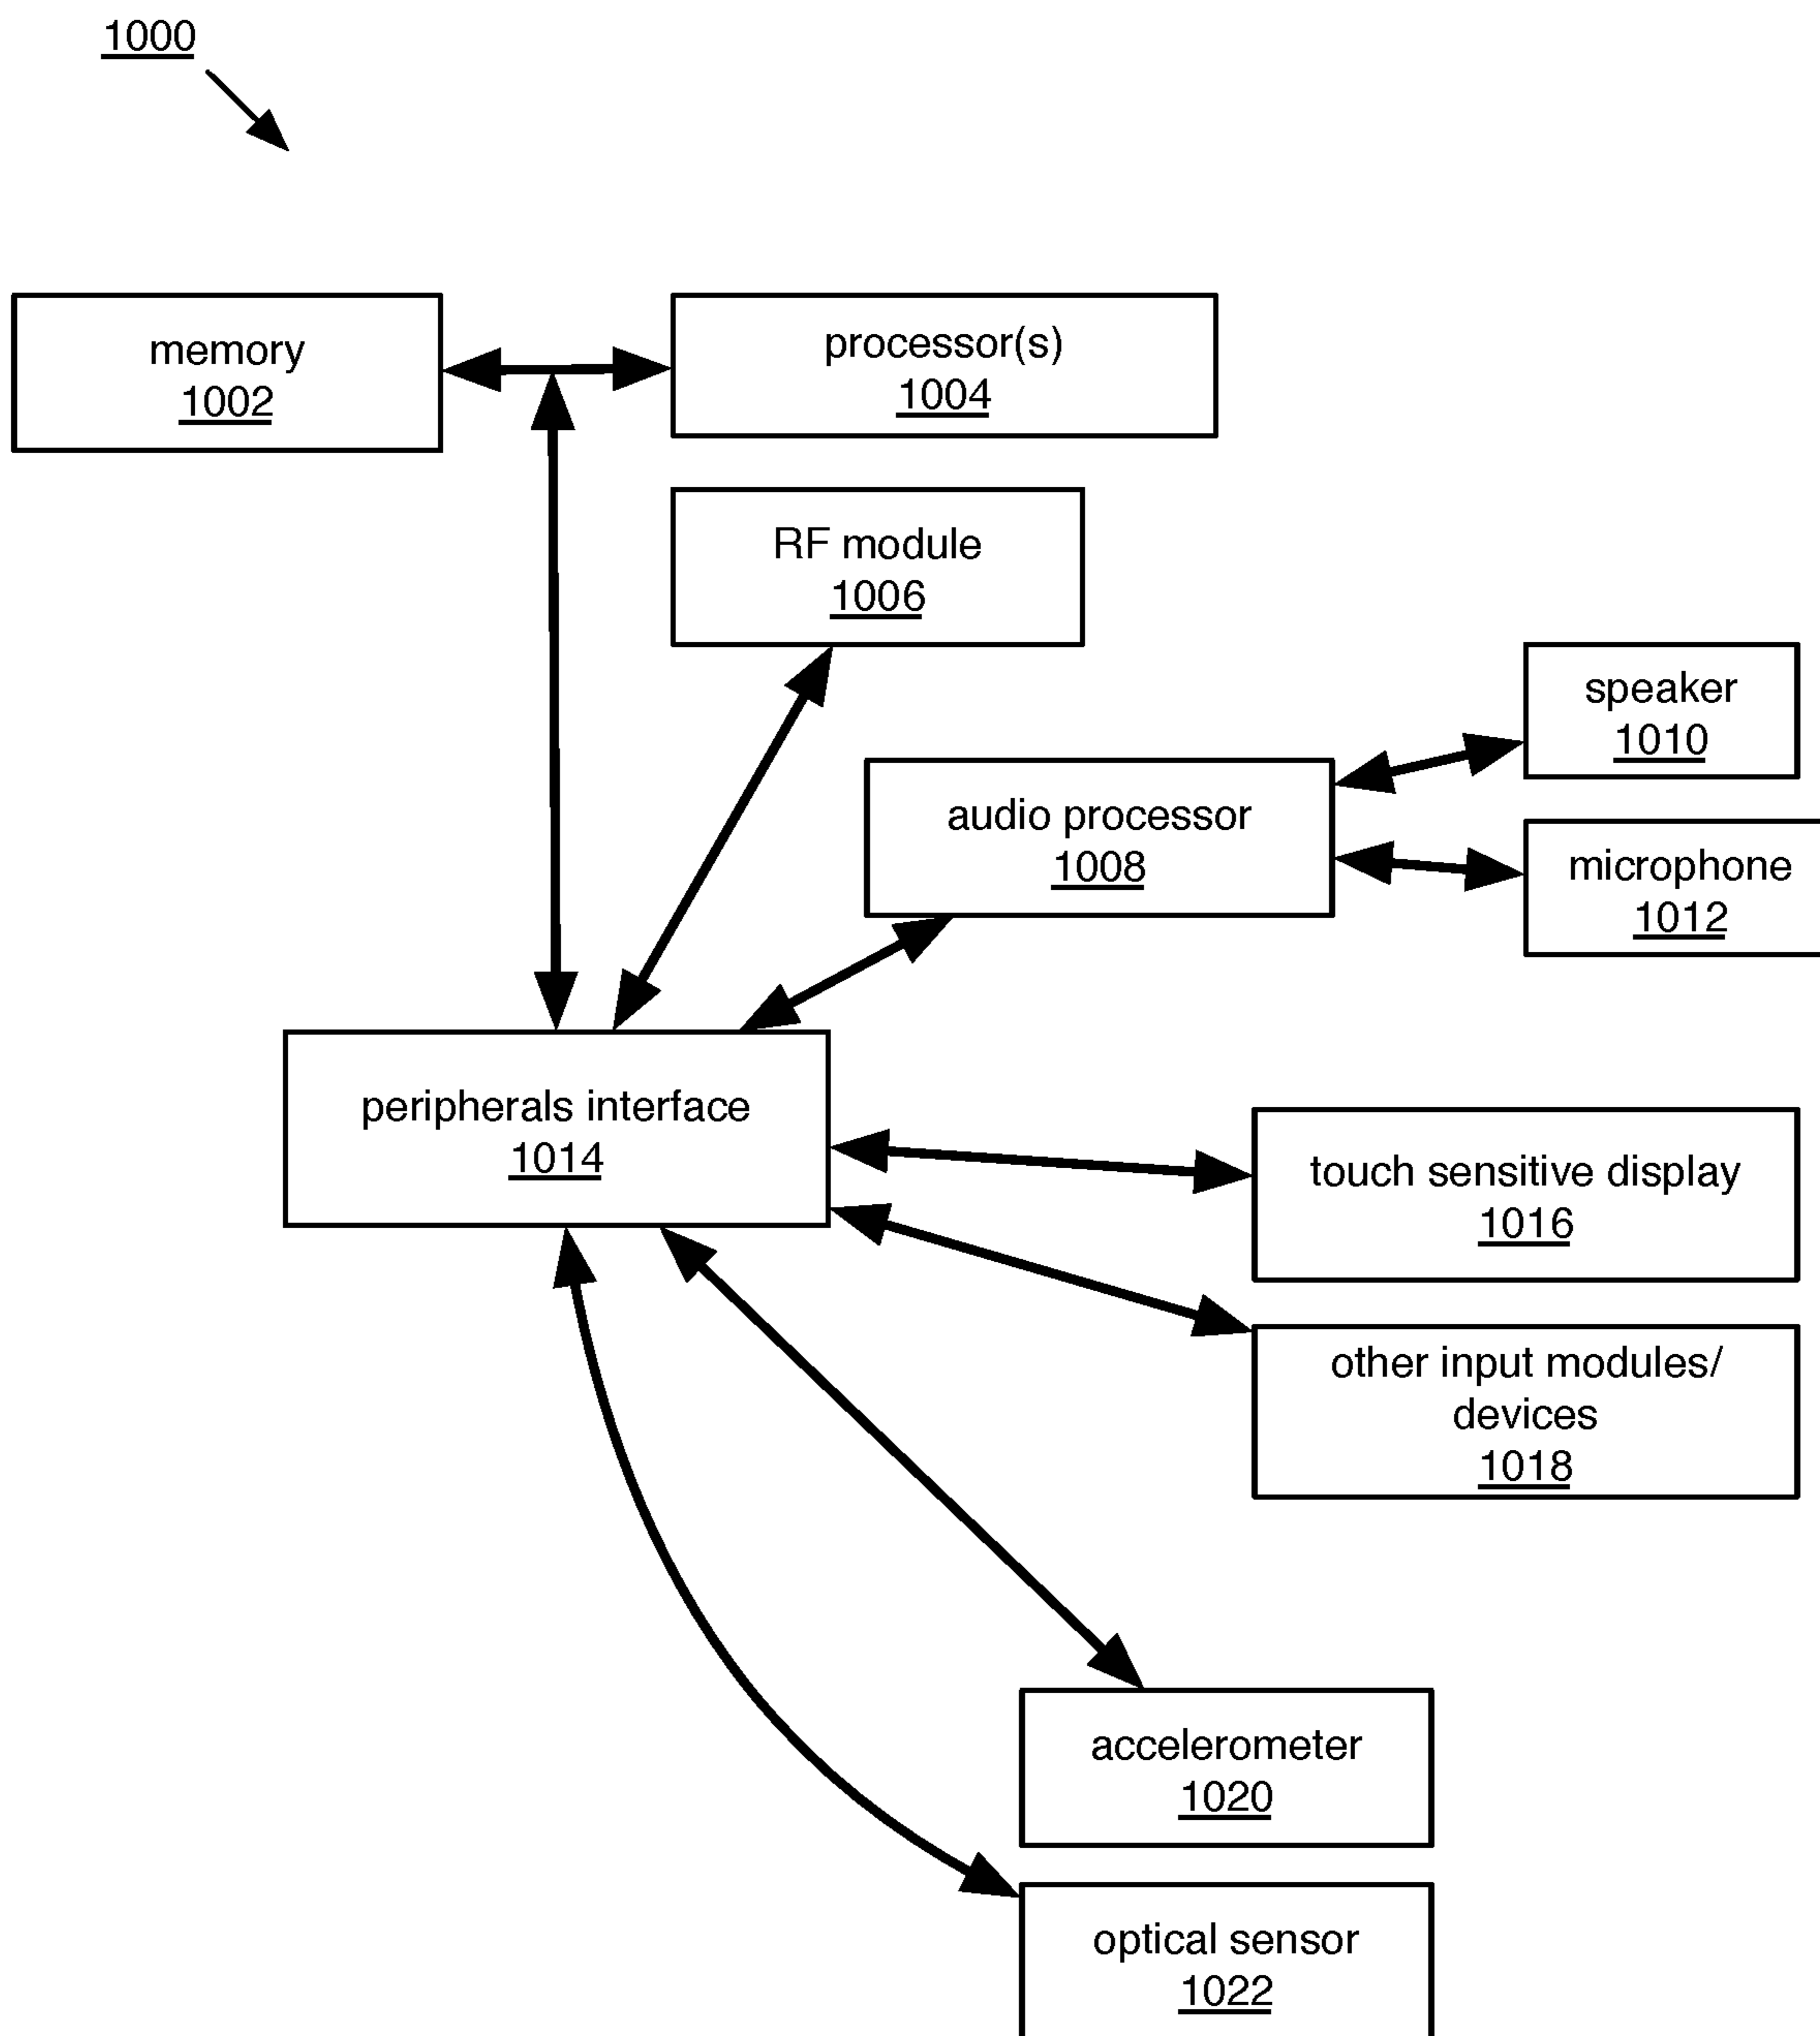 1000
memory
1002
processor(s)
1004
RF module
1006
speaker
1010
audio processor
1008
microphone
1012
peripherals interface
1014
touch sensitive display
1016
other input modules/
devices
1018
accelerometer
1020
optical sensor
1022